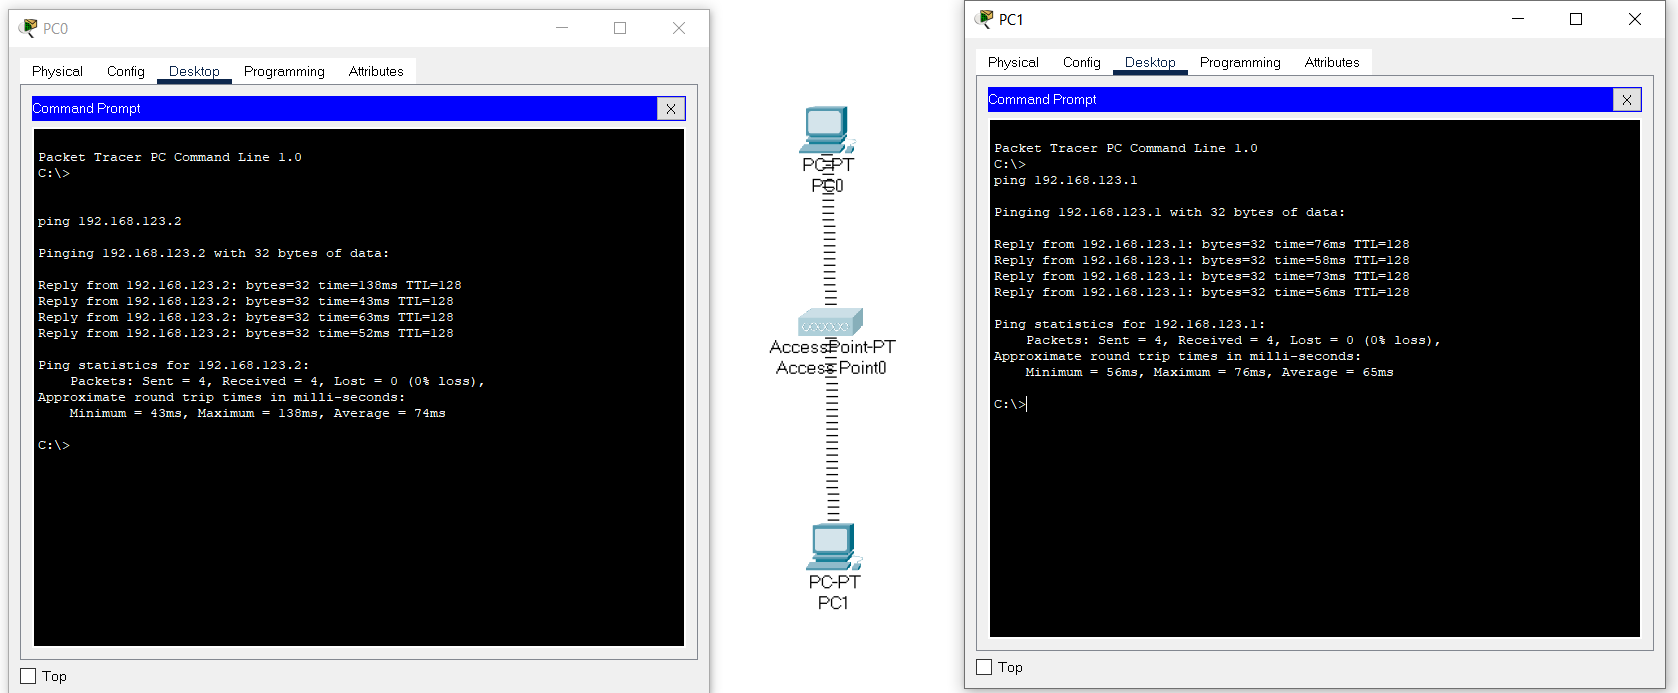 PC0
Physical Config Desktop Programming Attributes
Command Prompt
X
Packet Tracer PC Command Line 1.0
C:\>
ping 192.168.123.2
Pinging 192.168.123.2 with 32 bytes of data:
Reply from 192.168.123.2: bytes=32 time=138ms TTL=128
Reply from 192.168.123.2: bytes=32 time=43ms TTL=128
Reply from 192.168.123.2: bytes=32 time=63ms TTL=128
Reply from 192.168.123.2: bytes=32 time=52ms TTL=128
Ping statistics for 192.168.123.2:
Packets: Sent = 4, Received = 4, Lost = 0 (0% loss),
Approximate round trip times in milli-seconds:
Minimum = 43ms, Maximum = 138ms, Average = 74ms
C:\>
Top
PC-PT
PC0
AccessPoint-PT
Access Point0
PC-PT
PC1
PC1
Physical Config Desktop Programming Attributes
Command Prompt
X
Packet Tracer PC Command Line 1.0
C:\>
ping 192.168.123.1
Pinging 192.168.123.1 with 32 bytes of data:
Reply from 192.168.123.1: bytes=32 time=76ms TTL=128
Reply from 192.168.123.1: bytes=32 time=58ms TTL=128
Reply from 192.168.123.1: bytes=32 time=73ms TTL=128
Reply from 192.168.123.1: bytes=32 time=56ms TTL=128
Ping statistics for 192.168.123.1:
Packets: Sent = 4, Received = 4, Lost = 0 (0% loss),
Approximate round trip times in milli-seconds:
Minimum = 56ms, Maximum = 76ms, Average = 65ms
C:\>
Top